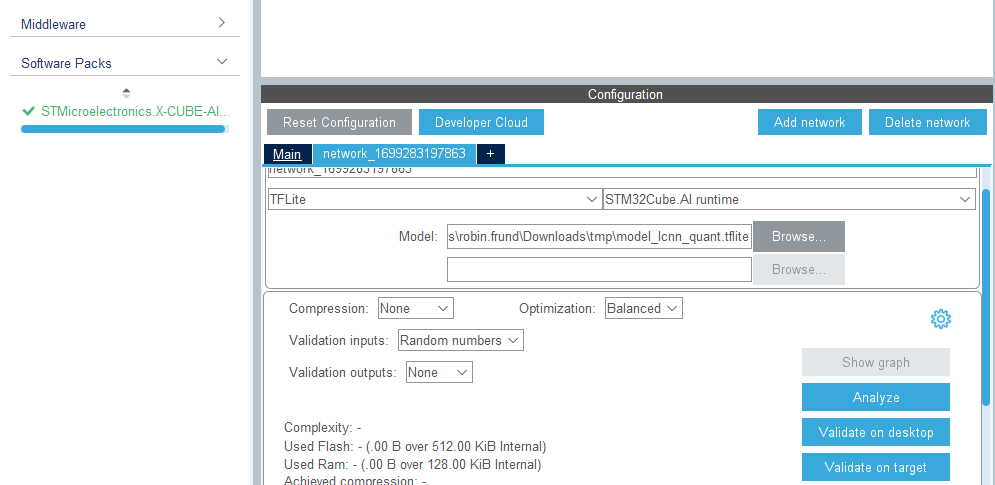 Middleware
Software Packs
STMicroelectronics.X-CUBE-AI...
Configuration
Reset Configuration
Developer Cloud
Add network
Delete network
Main
network_1699283197863
+
network_1699283197863
TFLite
STM32Cube.AI runtime
Model:
s\robin.frund\Downloads\tmp\model_lcnn_quant.tflite
Browse...
Browse...
Compression:
None
Optimization:
Balanced
Validation inputs:
Random numbers
Validation outputs:
None
Show graph
Analyze
Validate on desktop
Validate on target
Complexity: -
Used Flash: - (.00 B over 512.00 KiB Internal)
Used Ram: - (.00 B over 128.00 KiB Internal)
Achieved compression: -